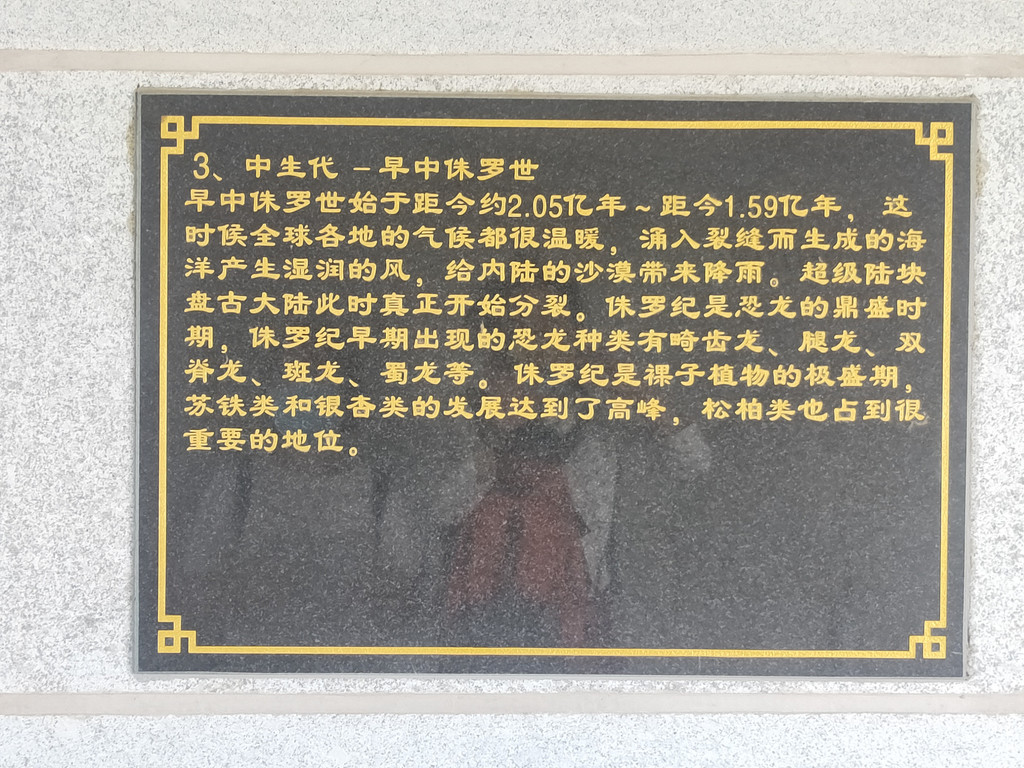 3、中生代 – 早中侏罗世
早中侏罗世始于距今约2.05亿年 ~ 距今1.59亿年，这
时候全球各地的气候都很温暖，涌入裂缝而生成的海
洋产生湿润的风，给内陆的沙漠带来降雨。超级陆块
盘古大陆此时真正开始分裂。侏罗纪是恐龙的鼎盛时
期，侏罗纪早期出现的恐龙种类有畸齿龙、腿龙、双
脊龙、斑龙、蜀龙等。侏罗纪是裸子植物的极盛期，
苏铁类和银杏类的发展达到了高峰，松柏类也占到很
重要的地位。